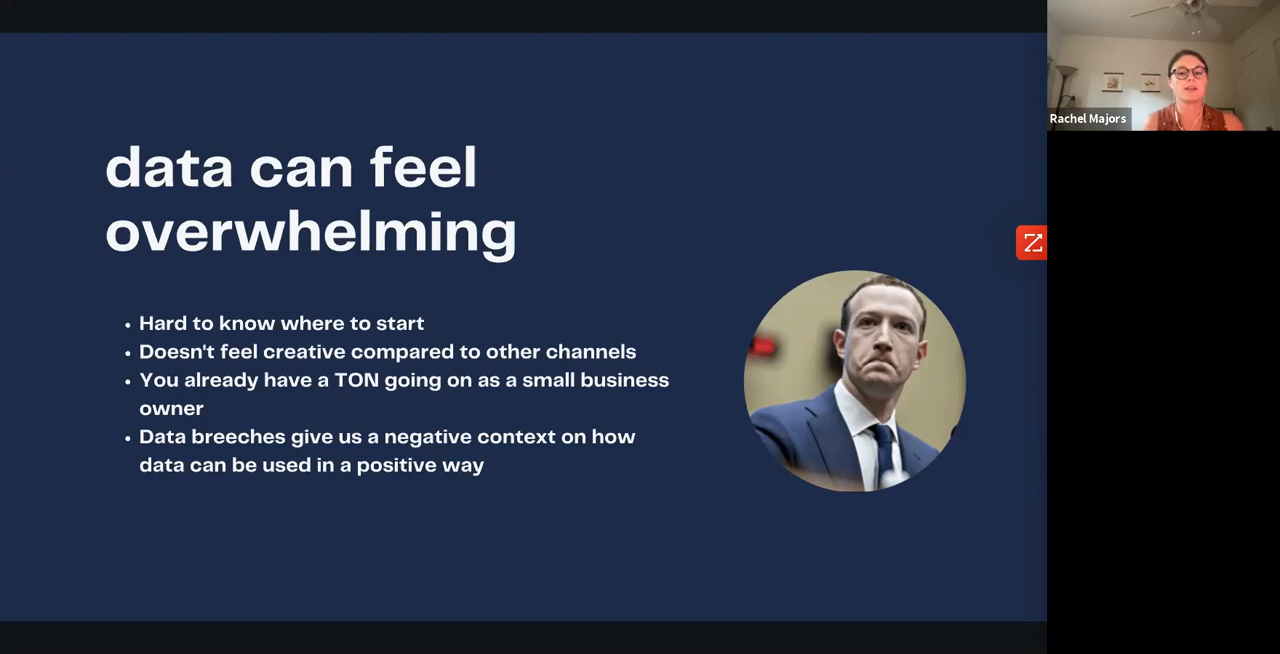 data can feel
overwhelming
• Hard to know where to start
• Doesn't feel creative compared to other channels
• You already have a TON going on as a small business
owner
• Data breeches give us a negative context on how
data can be used in a positive way
Rachel Majors